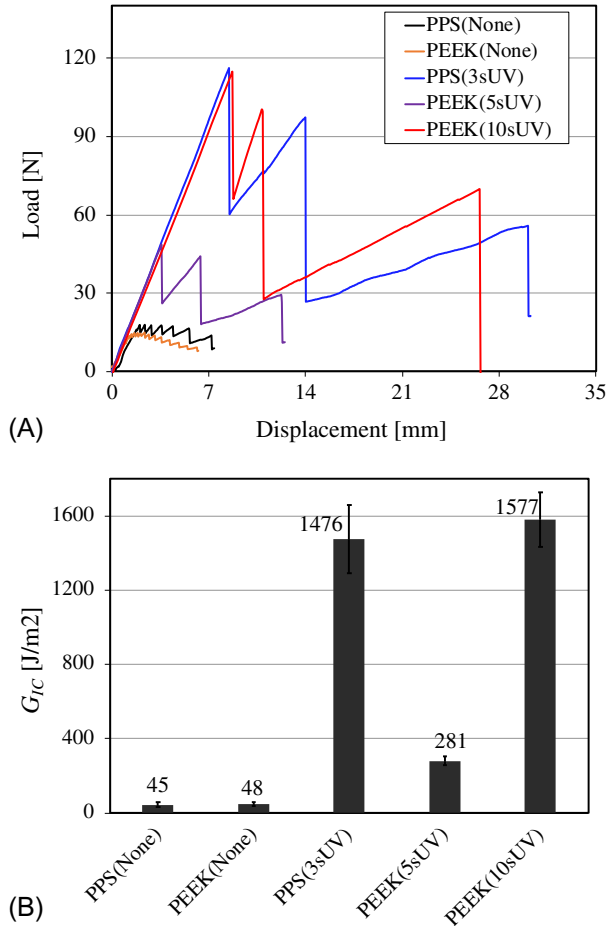 120
90
60
30
0
Load [N]
PPS(None)
PEEK(None)
PPS(3sUV)
PEEK(5sUV)
PEEK(10sUV)
0 7 14 21 28 35
Displacement [mm]
(A)
1600
1200
800
400
0
G_IC [J/m2]
45
48
1476
281
1577
PPS(None)
PEEK(None)
PPS(3sUV)
PEEK(5sUV)
PEEK(10sUV)
(B)